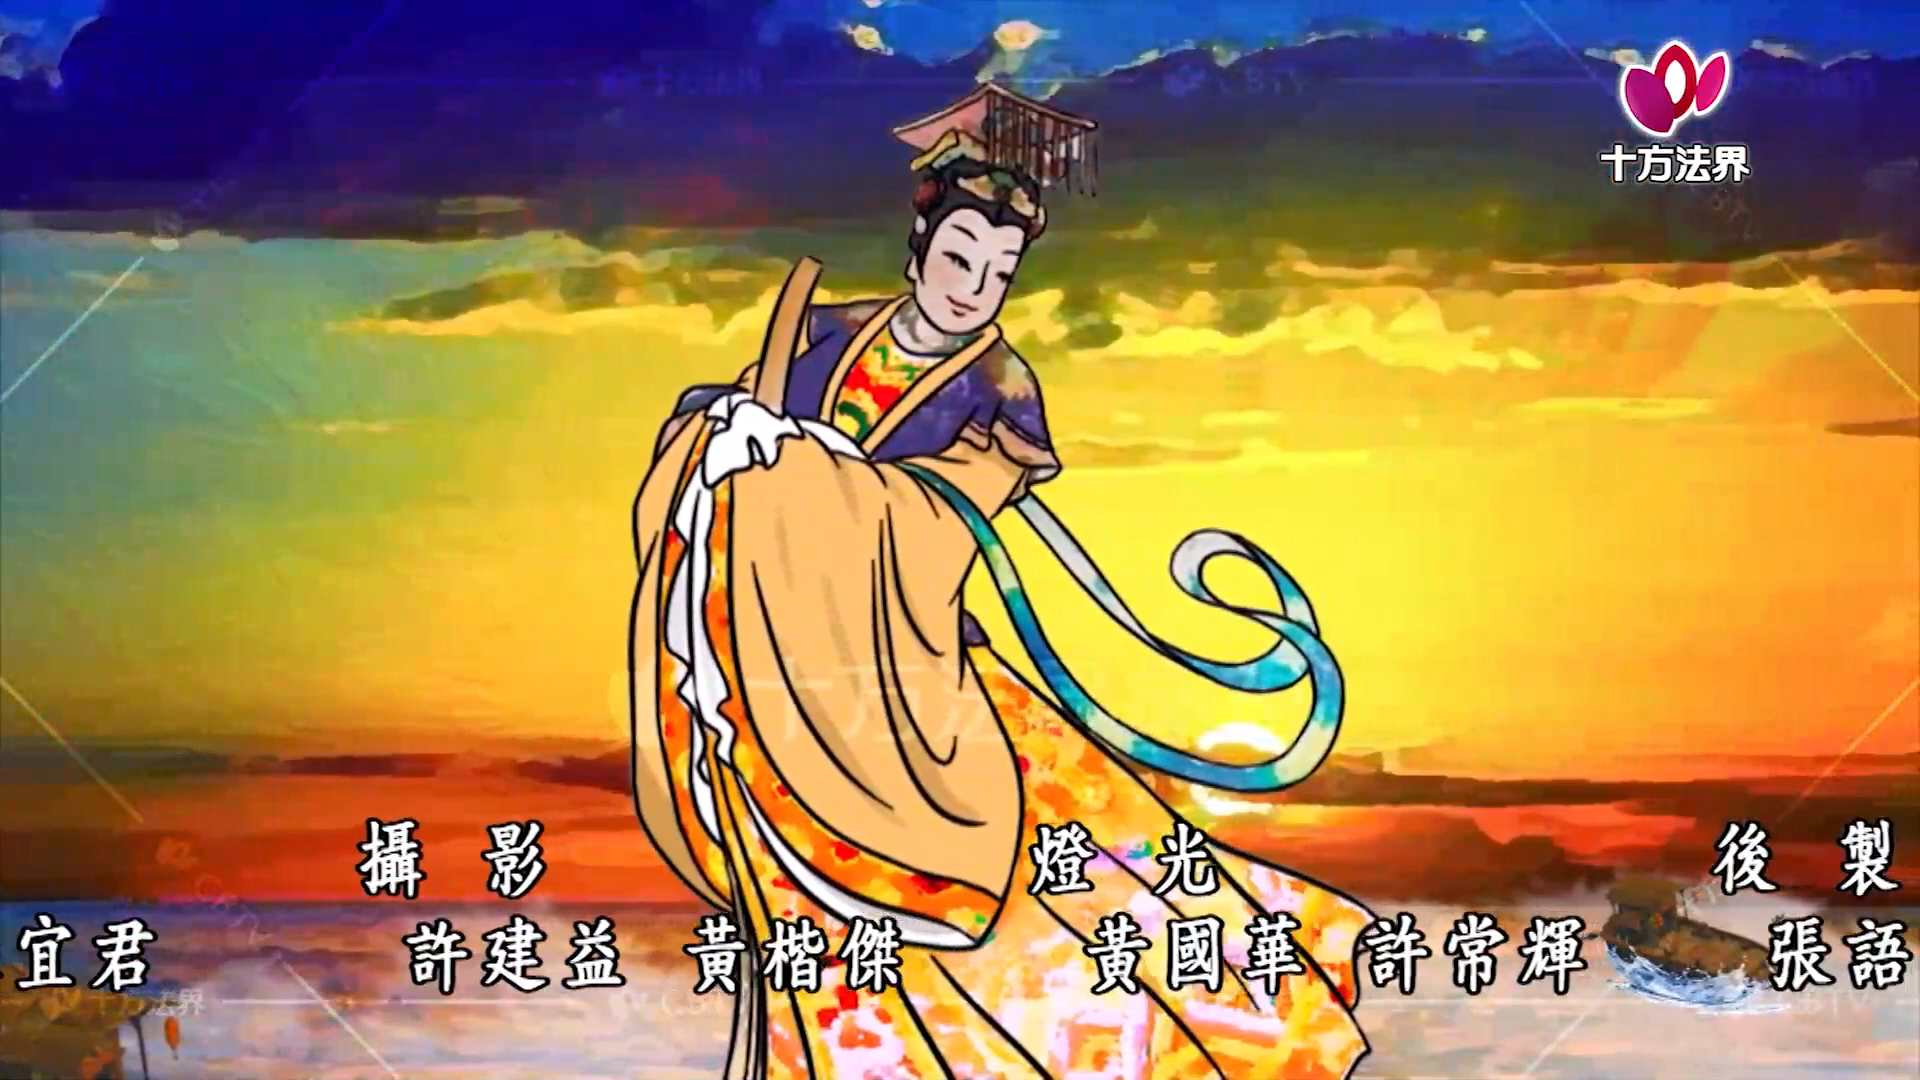 十方法界
攝影 燈光 後製
宜君 許建益 黃楷傑 黃國華 許常輝 張語